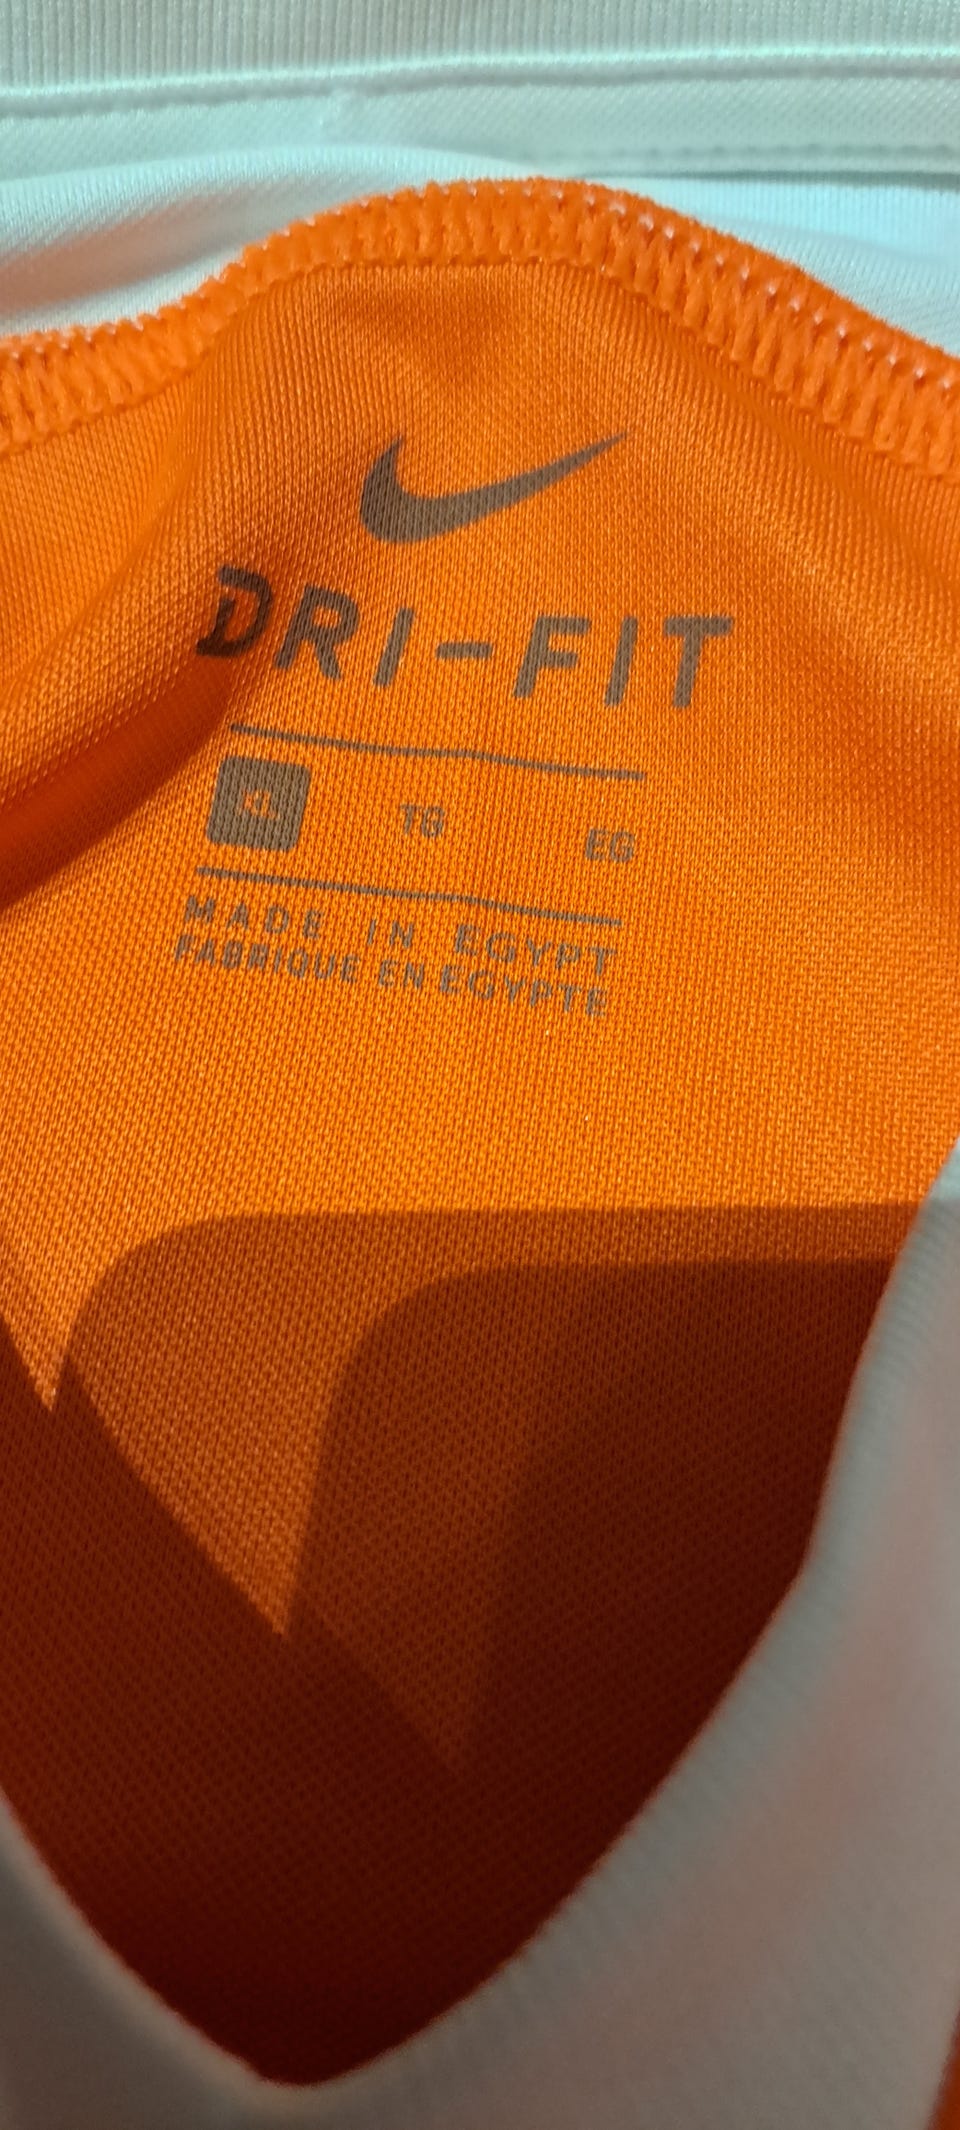 DRI-FIT
XL TG EG
MADE IN EGYPT
FABRIQUE EN EGYPTE